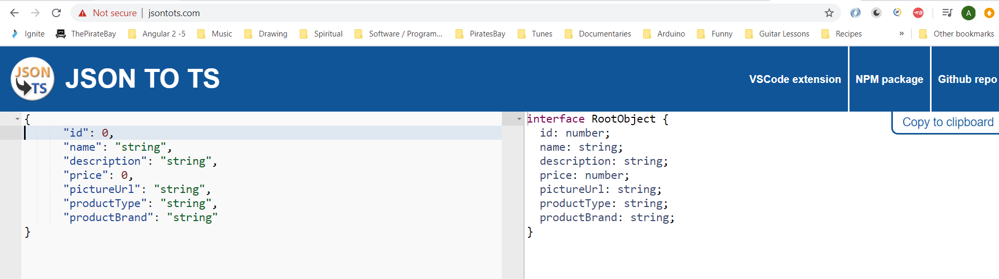 Not secure | jsontots.com A
Ignite ThePirateBay Angular 2 -5 Music Drawing Spiritual Software / Program... PiratesBay Tunes Documentaries Arduino Funny Guitar Lessons Recipes » Other bookmarks
JSON TS JSON TO TS VSCode extension NPM package Github repo
{
"id": 0,
"name": "string",
"description": "string",
"price": 0,
"pictureUrl": "string",
"productType": "string",
"productBrand": "string"
}
interface RootObject {
id: number;
name: string;
description: string;
price: number;
pictureUrl: string;
productType: string;
productBrand: string;
}
Copy to clipboard